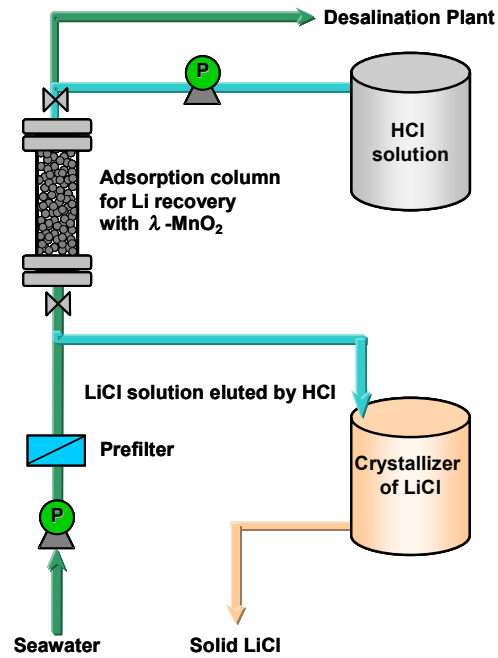 Desalination Plant
P
HCl
solution
Adsorption column
for Li recovery
with λ-MnO₂
LiCl solution eluted by HCl
Prefilter
Crystallizer
of LiCl
P
Seawater
Solid LiCl